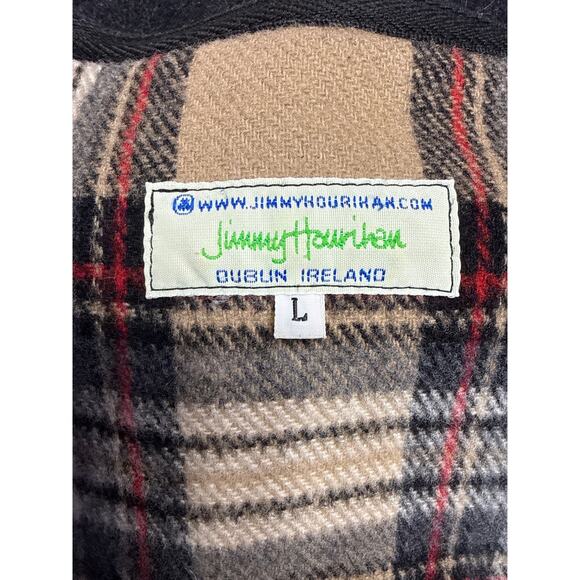 WWW.JIMMYHOURIHAN.COM
Jimmy Hourihan
DUBLIN IRELAND
L